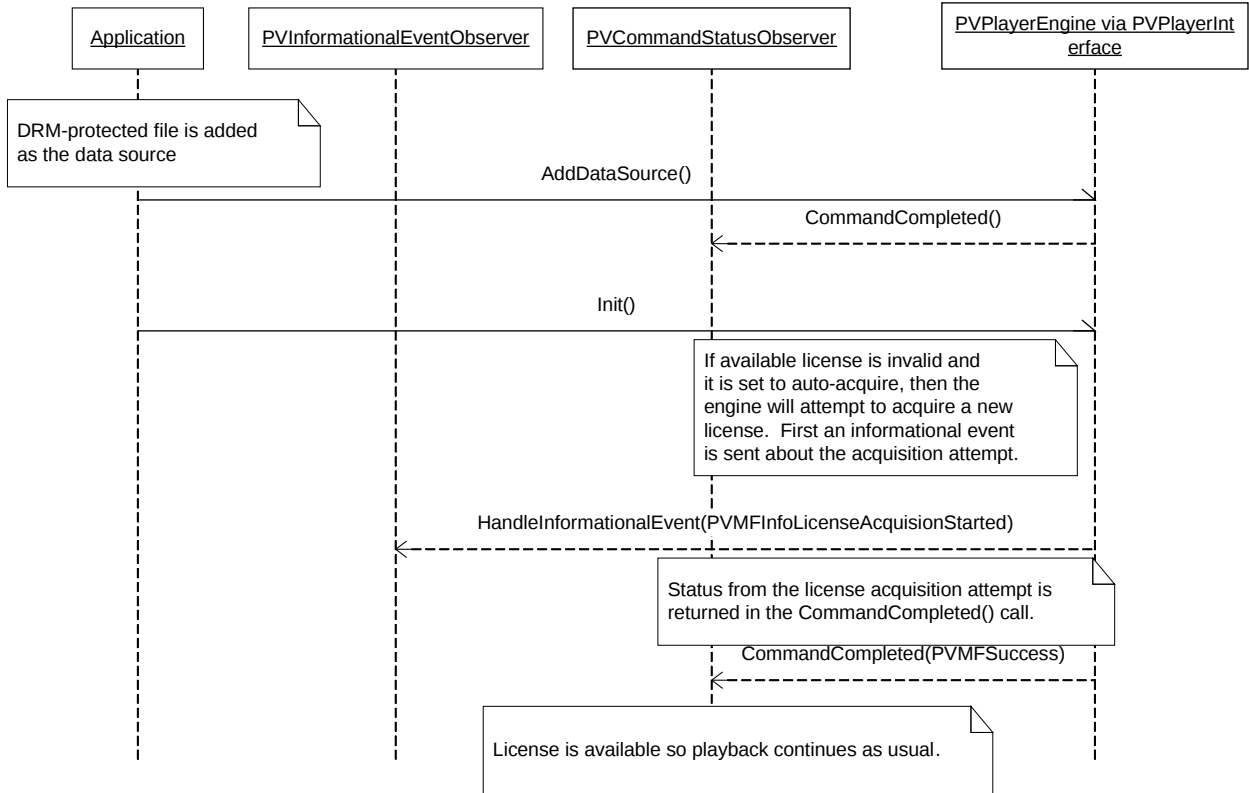 Application
PVInformationalEventObserver
PVCommandStatusObserver
PVPlayerEngine via PVPlayerInt
erface
DRM-protected file is added
as the data source
AddDataSource()
CommandCompleted()
Init()
If available license is invalid and
it is set to auto-acquire, then the
engine will attempt to acquire a new
license. First an informational event
is sent about the acquisition attempt.
HandleInformationalEvent(PVMFInfoLicenseAcquisionStarted)
Status from the license acquisition attempt is
returned in the CommandCompleted() call.
CommandCompleted(PVMFSuccess)
License is available so playback continues as usual.